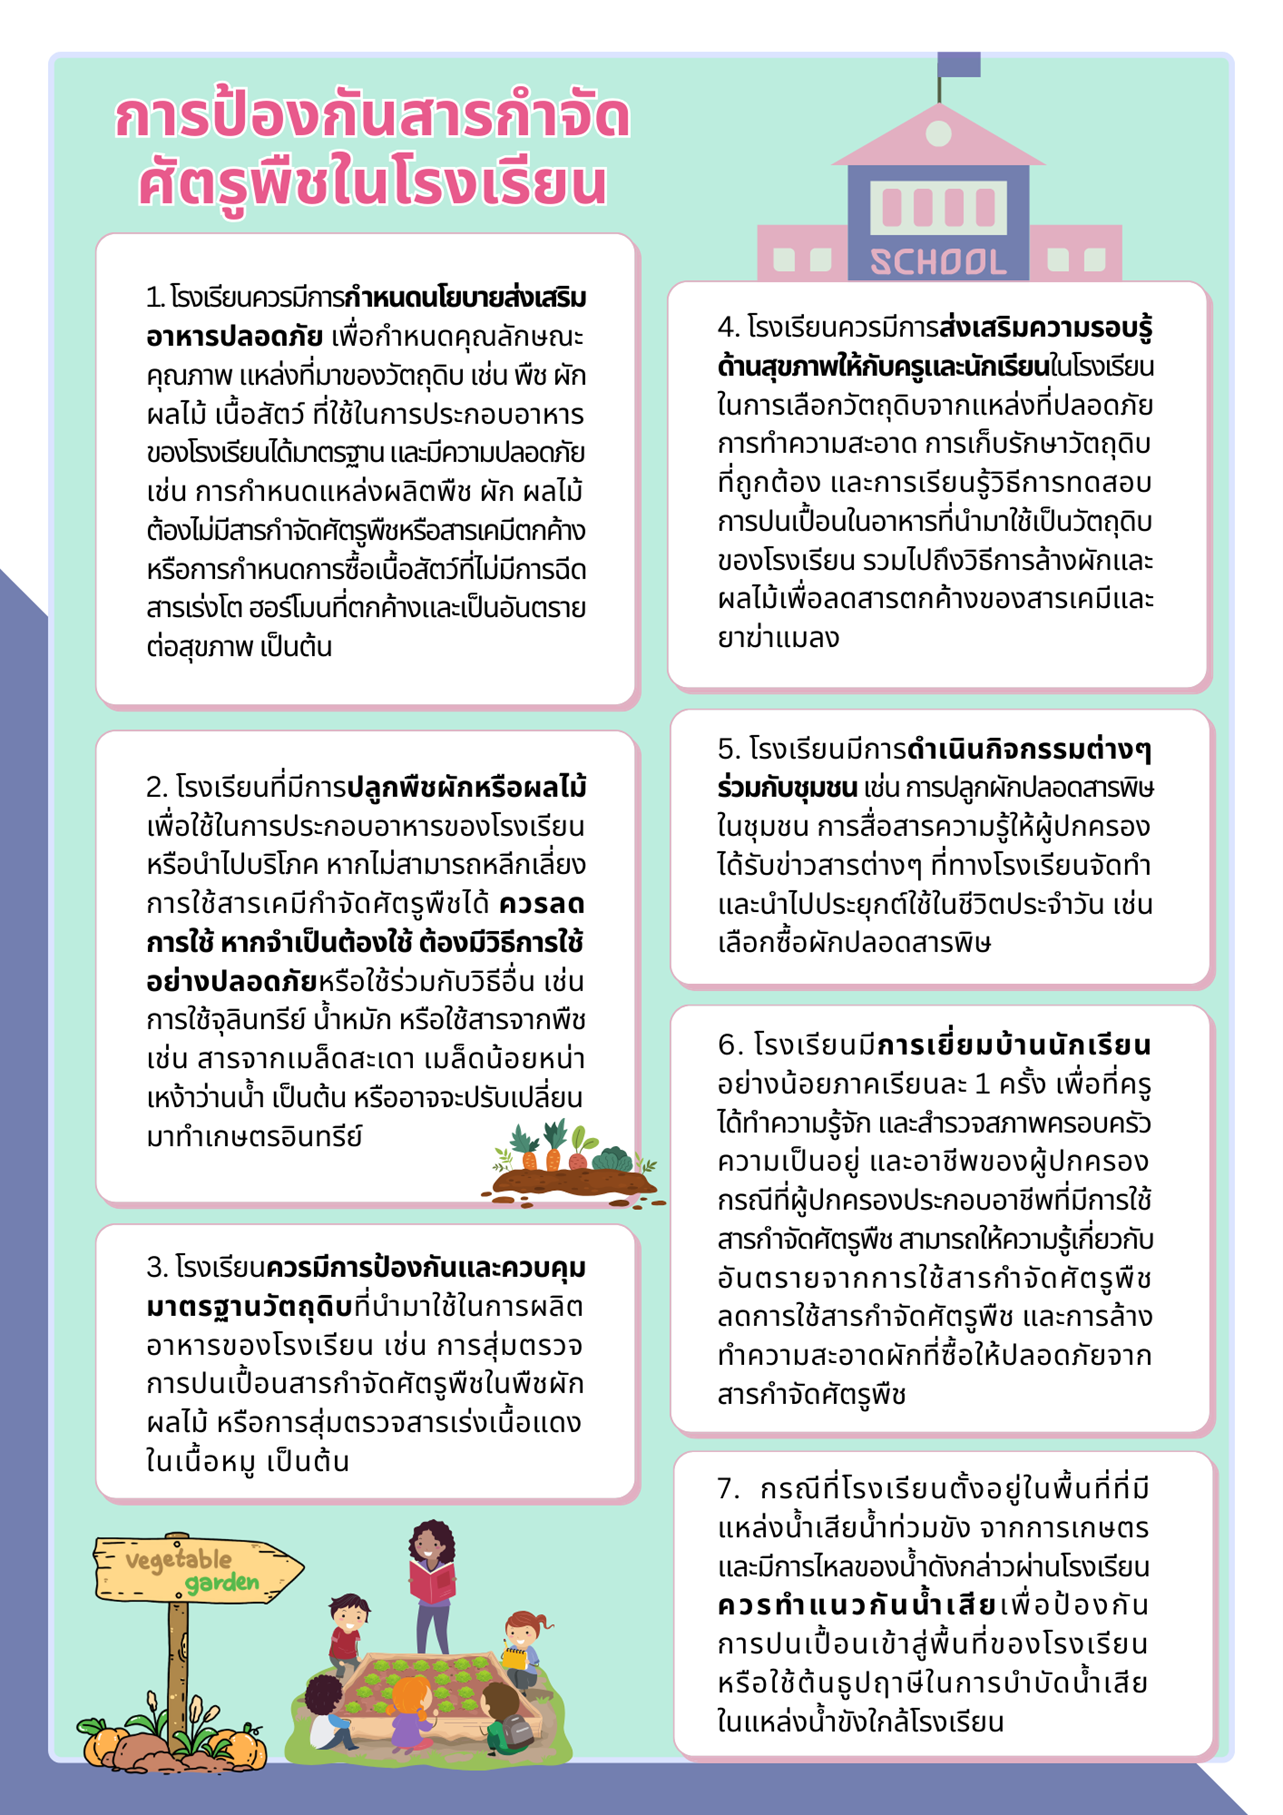 การป้องกันสารกำจัด
ศัตรูพืชในโรงเรียน
SCHOOL
1. โรงเรียนควรมีการกำหนดนโยบายส่งเสริม
อาหารปลอดภัย เพื่อกำหนดคุณลักษณะ
คุณภาพ แหล่งที่มาของวัตถุดิบ เช่น พืช ผัก
ผลไม้ เนื้อสัตว์ ที่ใช้ในการประกอบอาหาร
ของโรงเรียนได้มาตรฐาน และมีความปลอดภัย
เช่น การกำหนดแหล่งผลิตพืช ผัก ผลไม้
ต้องไม่มีสารกำจัดศัตรูพืชหรือสารเคมีตกค้าง
หรือการกำหนดการซื้อเนื้อสัตว์ที่ไม่มีการฉีด
สารเร่งโต ฮอร์โมนที่ตกค้างและเป็นอันตราย
ต่อสุขภาพ เป็นต้น
2. โรงเรียนที่มีการปลูกพืชผักหรือผลไม้
เพื่อใช้ในการประกอบอาหารของโรงเรียน
หรือนำไปบริโภค หากไม่สามารถหลีกเลี่ยง
การใช้สารเคมีกำจัดศัตรูพืชได้ ควรลด
การใช้ หากจำเป็นต้องใช้ ต้องมีวิธีการใช้
อย่างปลอดภัยหรือใช้ร่วมกับวิธีอื่น เช่น
การใช้จุลินทรีย์ น้ำหมัก หรือใช้สารจากพืช
เช่น สารจากเมล็ดสะเดา เมล็ดน้อยหน่า
เหง้าว่านน้ำ เป็นต้น หรืออาจจะปรับเปลี่ยน
มาทำเกษตรอินทรีย์
3. โรงเรียนควรมีการป้องกันและควบคุม
มาตรฐานวัตถุดิบที่นำมาใช้ในการผลิต
อาหารของโรงเรียน เช่น การสุ่มตรวจ
การปนเปื้อนสารกำจัดศัตรูพืชในพืชผัก
ผลไม้ หรือการสุ่มตรวจสารเร่งเนื้อแดง
ในเนื้อหมู เป็นต้น
vegetable
garden
4. โรงเรียนควรมีการส่งเสริมความรอบรู้
ด้านสุขภาพให้กับครูและนักเรียนในโรงเรียน
ในการเลือกวัตถุดิบจากแหล่งที่ปลอดภัย
การทำความสะอาด การเก็บรักษาวัตถุดิบ
ที่ถูกต้อง และการเรียนรู้วิธีการทดสอบ
การปนเปื้อนในอาหารที่นำมาใช้เป็นวัตถุดิบ
ของโรงเรียน รวมไปถึงวิธีการล้างผักและ
ผลไม้เพื่อลดสารตกค้างของสารเคมีและ
ยาฆ่าแมลง
5. โรงเรียนมีการดำเนินกิจกรรมต่างๆ
ร่วมกับชุมชน เช่น การปลูกผักปลอดสารพิษ
ในชุมชน การสื่อสารความรู้ให้ผู้ปกครอง
ได้รับข่าวสารต่างๆ ที่ทางโรงเรียนจัดทำ
และนำไปประยุกต์ใช้ในชีวิตประจำวัน เช่น
เลือกซื้อผักปลอดสารพิษ
6. โรงเรียนมีการเยี่ยมบ้านนักเรียน
อย่างน้อยภาคเรียนละ 1 ครั้ง เพื่อที่ครู
ได้ทำความรู้จัก และสำรวจสภาพครอบครัว
ความเป็นอยู่ และอาชีพของผู้ปกครอง
กรณีที่ผู้ปกครองประกอบอาชีพที่มีการใช้
สารกำจัดศัตรูพืช สามารถให้ความรู้เกี่ยวกับ
อันตรายจากการใช้สารกำจัดศัตรูพืช
ลดการใช้สารกำจัดศัตรูพืช และการล้าง
ทำความสะอาดผักที่ซื้อให้ปลอดภัยจาก
สารกำจัดศัตรูพืช
7. กรณีที่โรงเรียนตั้งอยู่ในพื้นที่ที่มี
แหล่งน้ำเสียน้ำท่วมขัง จากการเกษตร
และมีการไหลของน้ำดังกล่าวผ่านโรงเรียน
ควรทำแนวกันน้ำเสียเพื่อป้องกัน
การปนเปื้อนเข้าสู่พื้นที่ของโรงเรียน
หรือใช้ต้นธูปฤาษีในการบำบัดน้ำเสีย
ในแหล่งน้ำขังใกล้โรงเรียน